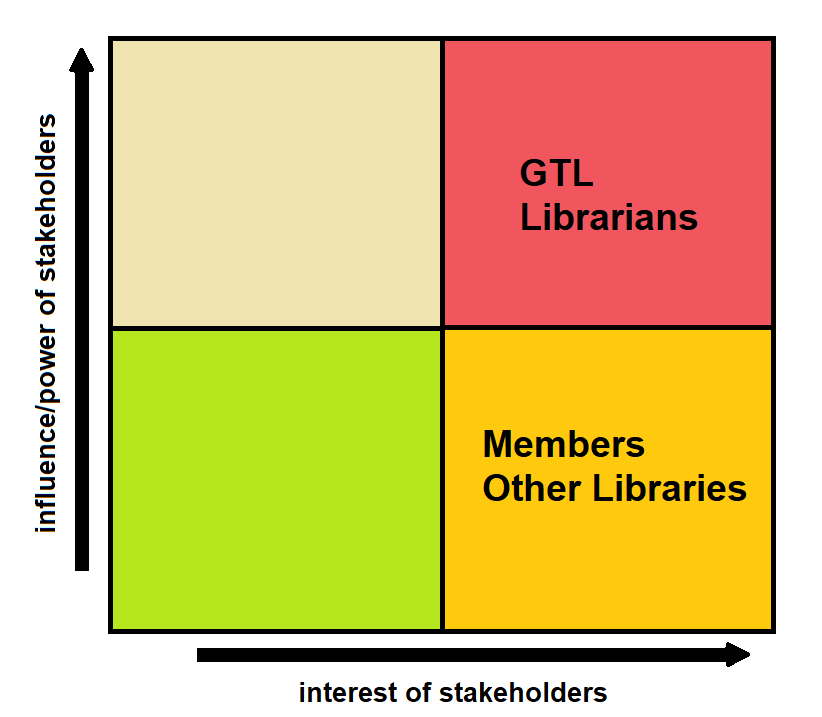 influence/power of stakeholders
GTL
Librarians
Members
Other Libraries
interest of stakeholders